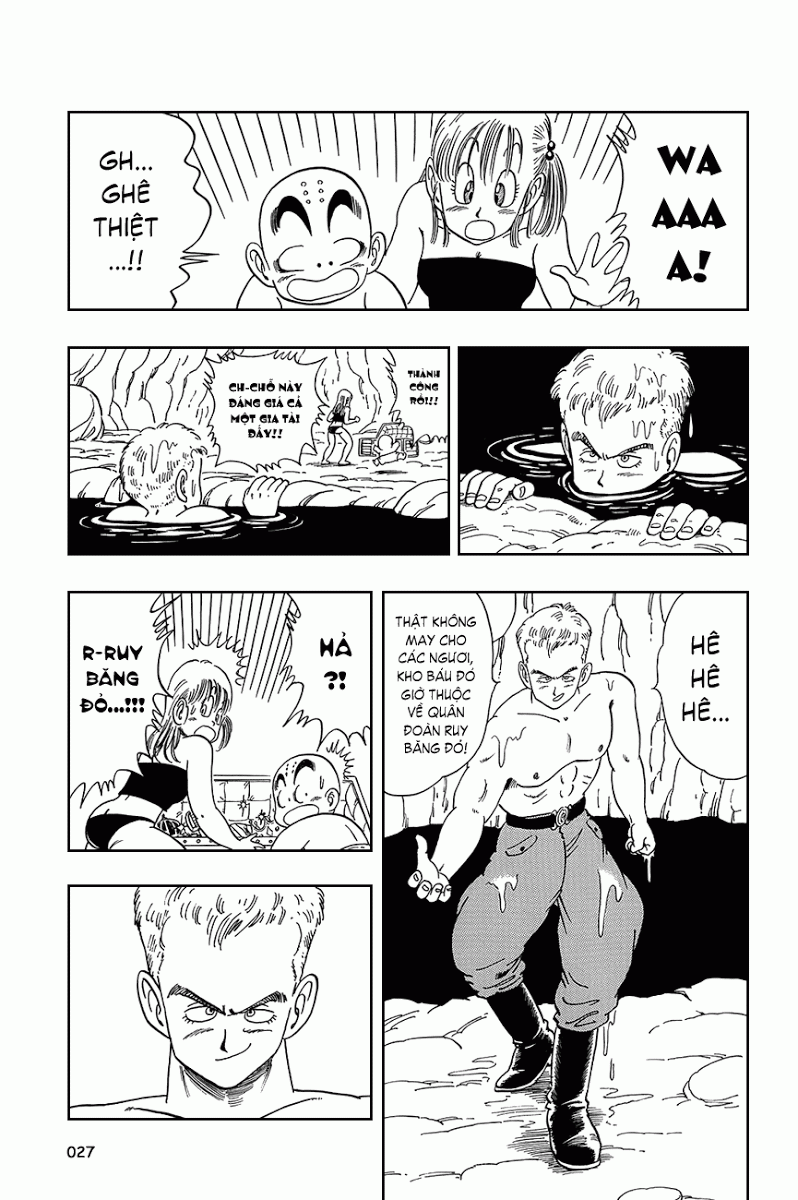 WA
AAAA
A!
GH...
GHÊ
THIỆT
...!!
THÀNH
CÔNG
RỒI!!!
CH-CHỖ NÀY
ĐÁNG GIÁ CẢ
MỘT GIA TÀI
ĐẤY!!
HẢ
?!
R-RUY
BĂNG
ĐỎ...!!!
HÊ
HÊ
HÊ...
THẬT KHÔNG
MAY CHO
CÁC NGƯƠI,
KHO BÁU ĐÓ
GIỜ THUỘC
VỀ QUÂN
ĐOÀN RUY
BĂNG ĐỎ!
027